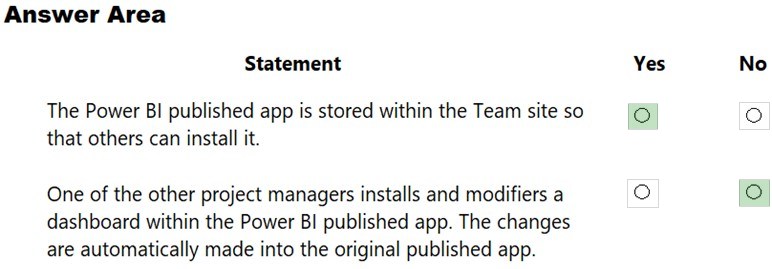 Answer Area
Statement Yes No
The Power BI published app is stored within the Team site so
that others can install it.
One of the other project managers installs and modifiers a
dashboard within the Power BI published app. The changes
are automatically made into the original published app.